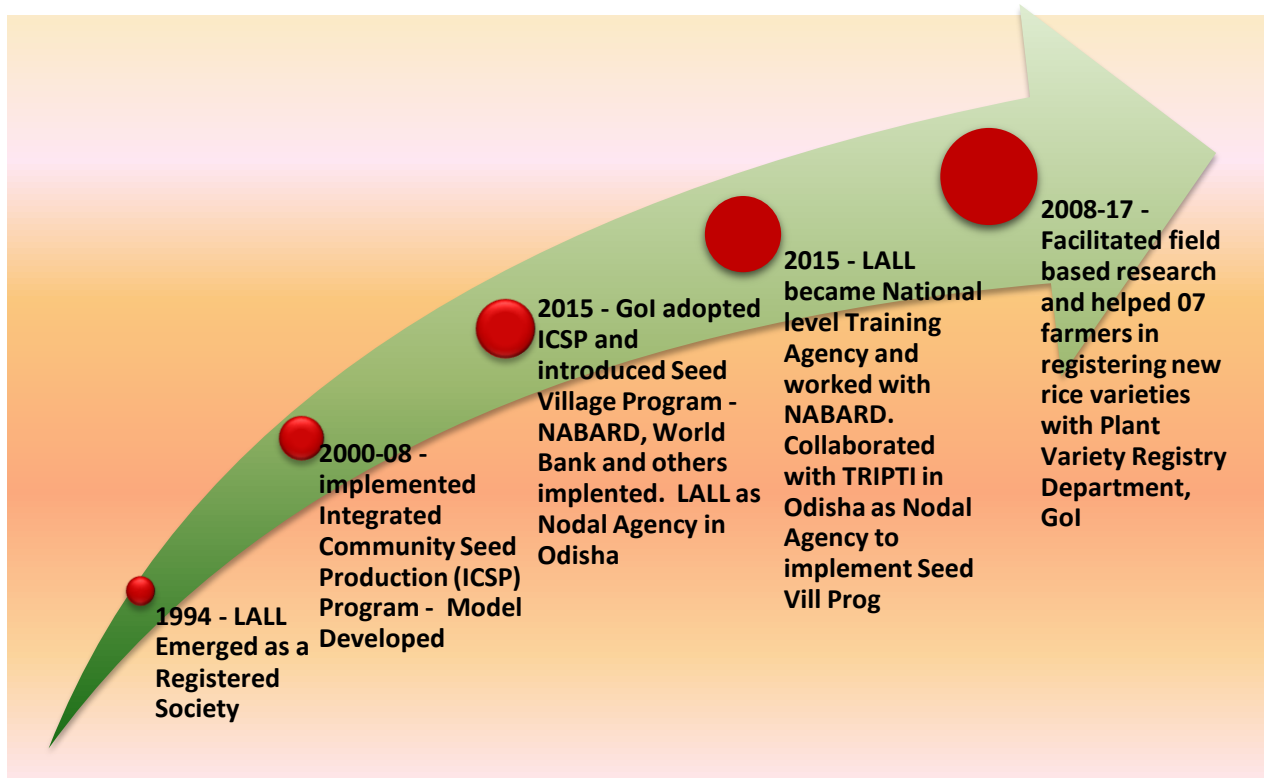 1994 - LALL
Emerged as a
Registered
Society
2000-08 -
implemented
Integrated
Community Seed
Production (ICSP)
Program - Model
Developed
2015 - GoI adopted
ICSP and
introduced Seed
Village Program -
NABARD, World
Bank and others
implented. LALL as
Nodal Agency in
Odisha
2015 - LALL
became National
level Training
Agency and
worked with
NABARD.
Collaborated
with TRIPTI in
Odisha as Nodal
Agency to
implement Seed
Vill Prog
2008-17 -
Facilitated field
based research
and helped 07
farmers in
registering new
rice varieties
with Plant
Variety Registry
Department,
GoI